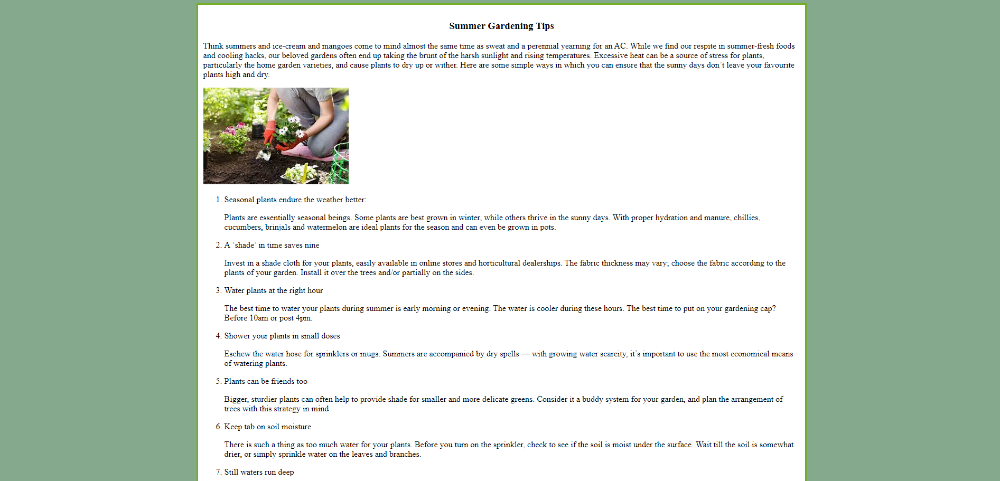 Summer Gardening Tips
Think summers and ice-cream and mangoes come to mind almost the same time as sweat and a perennial yearning for an AC. While we find our respite in summer-fresh foods
and cooling hacks, our beloved gardens often end up taking the brunt of the harsh sunlight and rising temperatures. Excessive heat can be a source of stress for plants,
particularly the home garden varieties, and cause plants to dry up or wither. Here are some simple ways in which you can ensure that the sunny days don’t leave your favourite
plants high and dry.
1. Seasonal plants endure the weather better:
Plants are essentially seasonal beings. Some plants are best grown in winter, while others thrive in the sunny days. With proper hydration and manure, chillies,
cucumbers, brinjals and watermelon are ideal plants for the season and can even be grown in pots.
2. A ‘shade’ in time saves nine
Invest in a shade cloth for your plants, easily available in online stores and horticultural dealerships. The fabric thickness may vary; choose the fabric according to the
plants of your garden. Install it over the trees and/or partially on the sides.
3. Water plants at the right hour
The best time to water your plants during summer is early morning or evening. The water is cooler during these hours. The best time to put on your gardening cap?
Before 10am or post 4pm.
4. Shower your plants in small doses
Eschew the water hose for sprinklers or mugs. Summers are accompanied by dry spells — with growing water scarcity, it’s important to use the most economical means
of watering plants.
5. Plants can be friends too
Bigger, sturdier plants can often help to provide shade for smaller and more delicate greens. Consider it a buddy system for your garden, and plan the arrangement of
trees with this strategy in mind
6. Keep tab on soil moisture
There is such a thing as too much water for your plants. Before you turn on the sprinkler, check to see if the soil is moist under the surface. Wait till the soil is somewhat
drier, or simply sprinkle water on the leaves and branches.
7. Still waters run deep